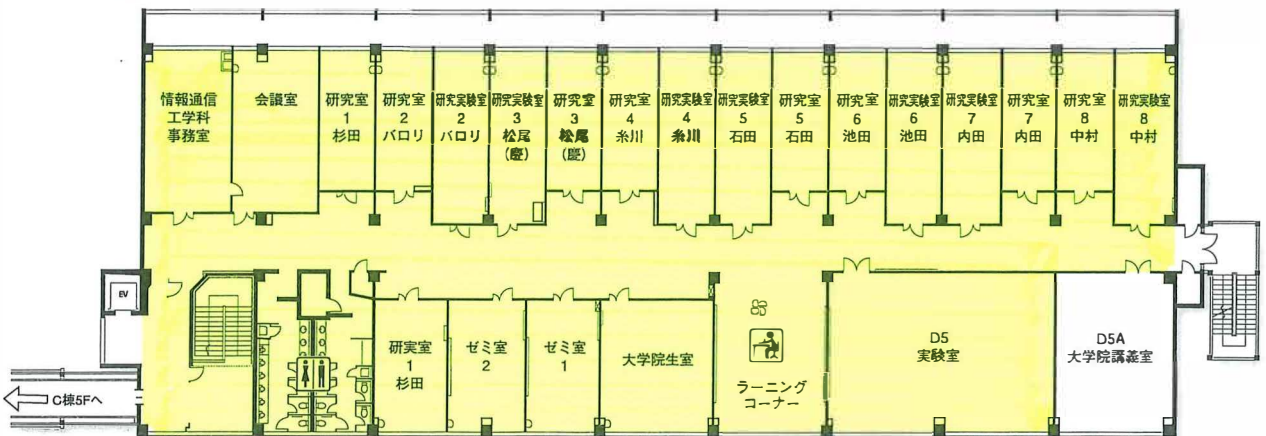 情報通信
工学科
事務室
会議室
研究室
1
杉田
研究室
2
バロリ
研究実験室
2
バロリ
研究実験室
3
松尾
(慶)
研究室
3
松尾
(慶)
研究室
4
糸川
研究実験室
4
糸川
研究実験室
5
石田
研究室
5
石田
研究室
6
池田
研究実験室
6
池田
研究実験室
7
内田
研究室
7
内田
研究室
8
中村
研究実験室
8
中村
EV
C棟5Fへ
研実室
1
杉田
ゼミ室
2
ゼミ室
1
大学院生室
ラーニング
コーナー
D5
実験室
D5A
大学院講義室